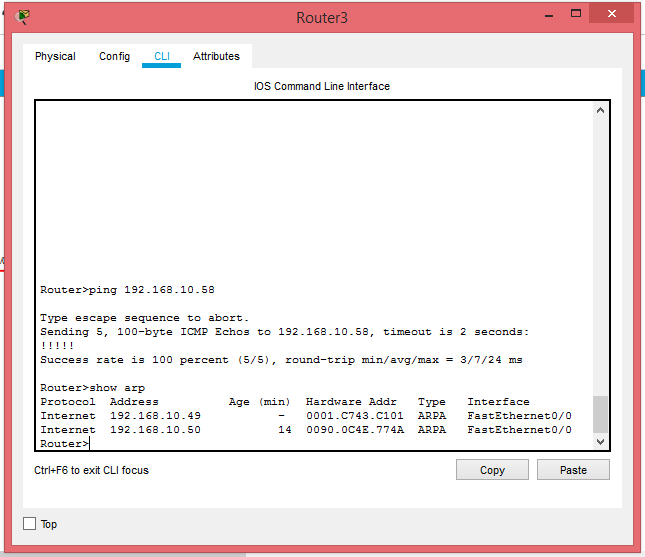 Router3
Physical Config CLI Attributes
IOS Command Line Interface
Router>ping 192.168.10.58
Type escape sequence to abort.
Sending 5, 100-byte ICMP Echos to 192.168.10.58, timeout is 2 seconds:
!!!!!
Success rate is 100 percent (5/5), round-trip min/avg/max = 3/7/24 ms
Router>show arp
Protocol  Address          Age (min)  Hardware Addr   Type   Interface
Internet  192.168.10.49           -   0001.C743.C101  ARPA   FastEthernet0/0
Internet  192.168.10.50          14   0090.0C4E.774A  ARPA   FastEthernet0/0
Router>
Ctrl+F6 to exit CLI focus
Copy Paste
Top